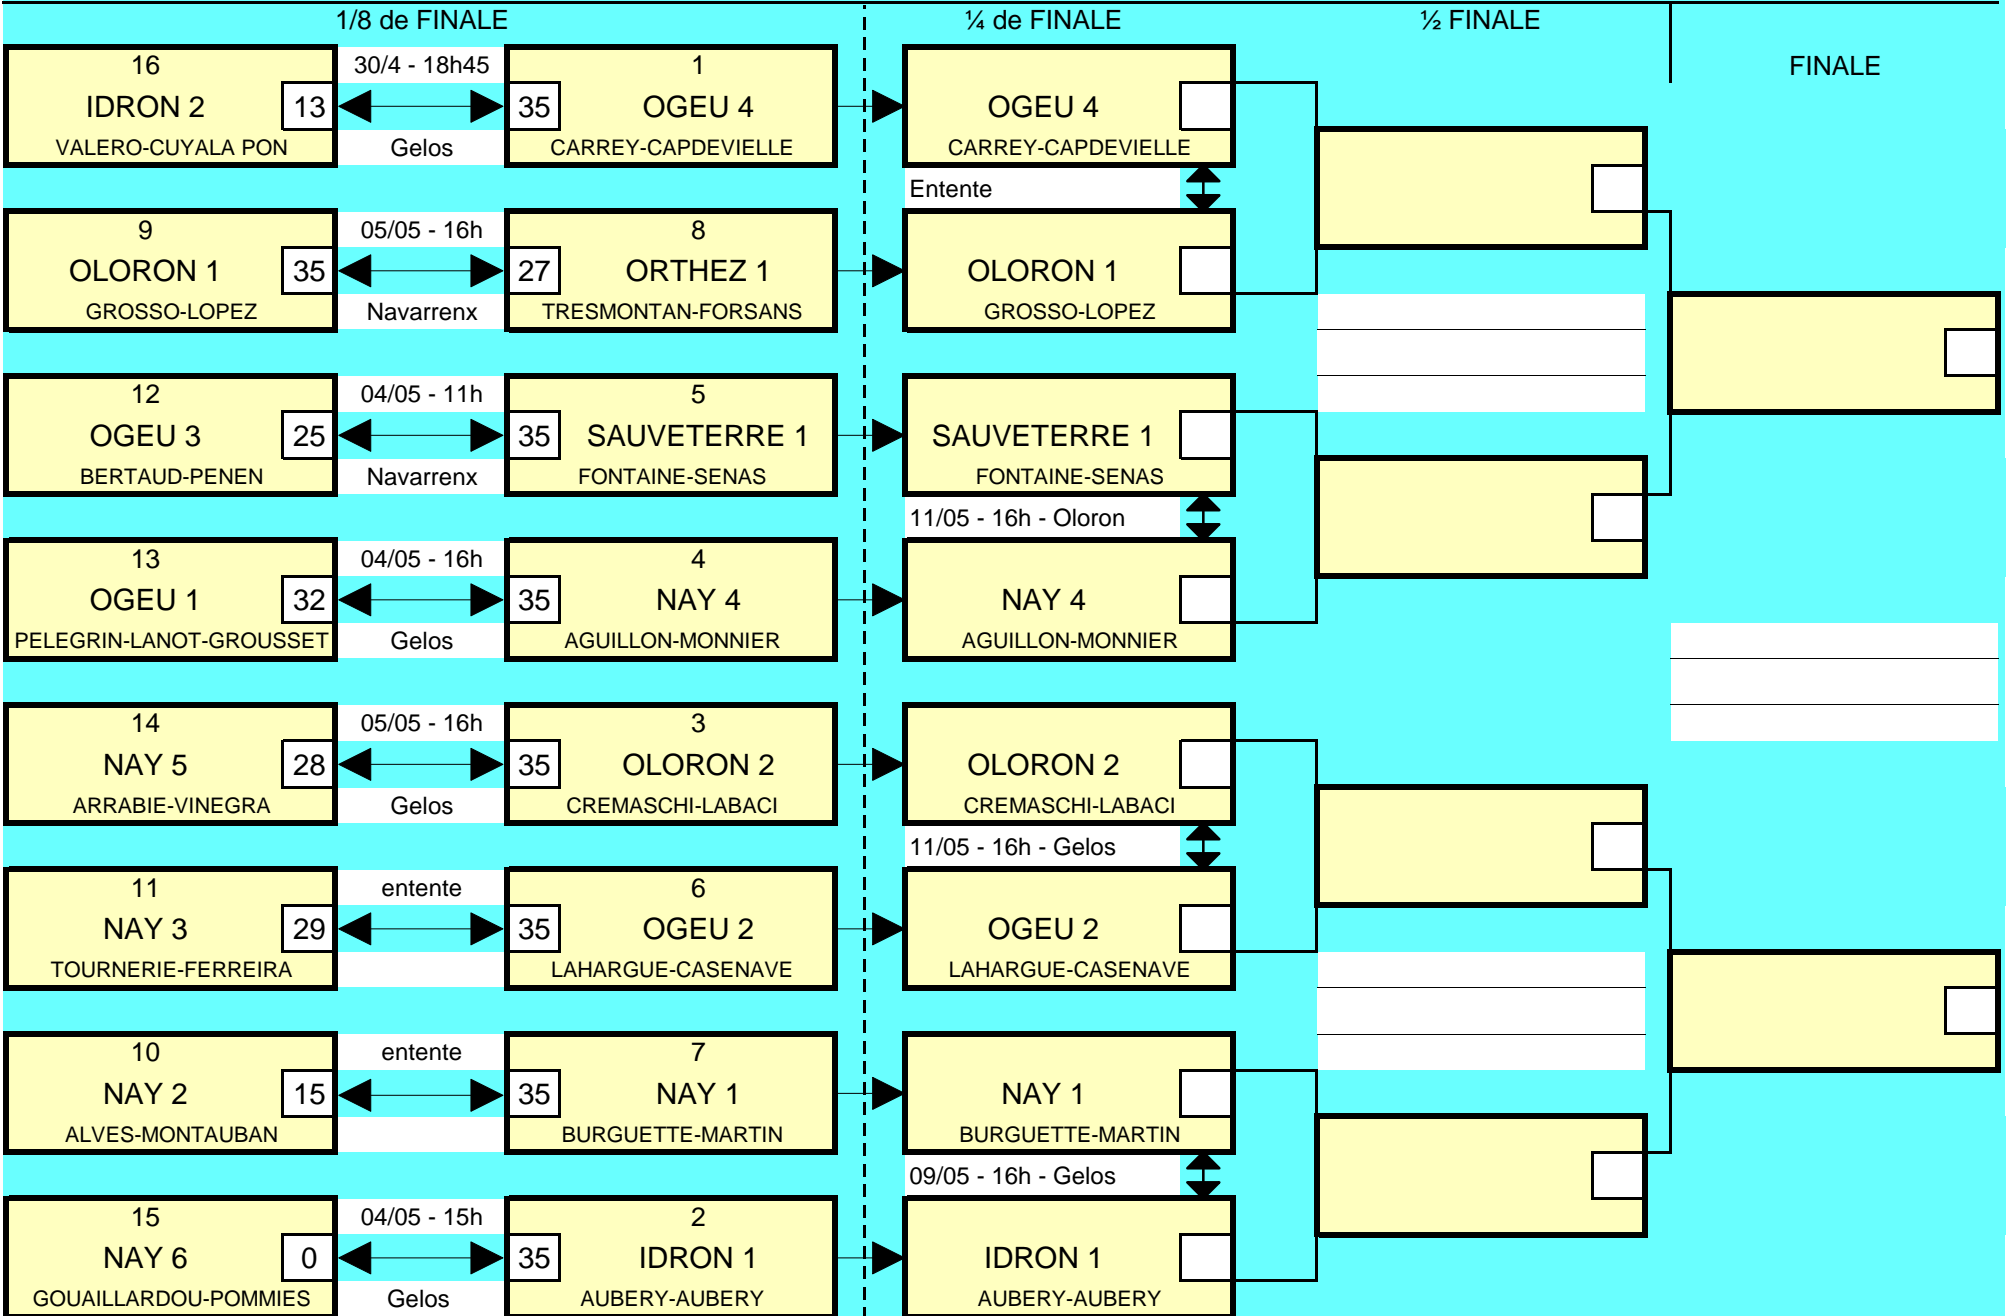 1/8 de FINALE
¼ de FINALE
½ FINALE
FINALE
16
30/4 - 18h45
1
IDRON 2
13
35
OGEU 4
OGEU 4
VALERO-CUYALA PON
Gelos
CARREY-CAPDEVIELLE
CARREY-CAPDEVIELLE
Entente
9
05/05 - 16h
8
OLORON 1
35
27
ORTHEZ 1
OLORON 1
GROSSO-LOPEZ
Navarrenx
TRESMONTAN-FORSANS
GROSSO-LOPEZ
12
04/05 - 11h
5
OGEU 3
25
35
SAUVETERRE 1
SAUVETERRE 1
BERTAUD-PENEN
Navarrenx
FONTAINE-SENAS
FONTAINE-SENAS
11/05 - 16h - Oloron
13
04/05 - 16h
4
OGEU 1
32
35
NAY 4
NAY 4
PELEGRIN-LANOT-GROUSSET
Gelos
AGUILLON-MONNIER
AGUILLON-MONNIER
14
05/05 - 16h
3
NAY 5
28
35
OLORON 2
OLORON 2
ARRABIE-VINEGRA
Gelos
CREMASCHI-LABACI
CREMASCHI-LABACI
11/05 - 16h - Gelos
11
entente
6
NAY 3
29
35
OGEU 2
OGEU 2
TOURNERIE-FERREIRA
LAHARGUE-CASENAVE
LAHARGUE-CASENAVE
10
entente
7
NAY 2
15
35
NAY 1
NAY 1
ALVES-MONTAUBAN
BURGUETTE-MARTIN
BURGUETTE-MARTIN
09/05 - 16h - Gelos
15
04/05 - 15h
2
NAY 6
0
35
IDRON 1
IDRON 1
GOUAILLARDOU-POMMIES
Gelos
AUBERY-AUBERY
AUBERY-AUBERY